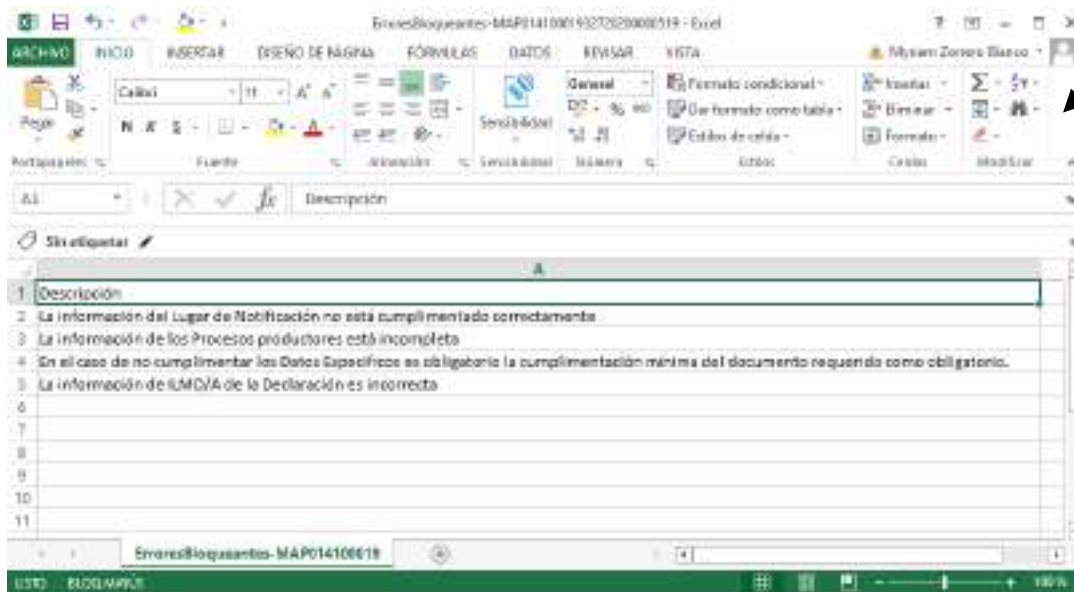 - Excel
ARCHIVO INICIO INSERTAR DISEÑO DE PÁGINA FÓRMULAS DATOS REVISAR VISTA
Calibri 11 A A General Formato condicional Insertar
Pegar N K S A Sensibilidad % 000 Dar formato como tabla Eliminar
Estilos de celda Formato
Portapapeles Fuente Alineación Sensibilidad Número Estilos Celdas Modificar
A1 fx Descripción
Sin etiquetar
A
1 Descripción
2 La información del Lugar de Notificación no está cumplimentado correctamente
3 La información de los Procesos productores está incompleta
4 En el caso de no cumplimentar los Datos Específicos es obligatorio la cumplimentación mínima del documento requerido como obligatorio.
5 La información de ILMO/A de la Declaración es incorrecta
6
7
8
9
10
11
ErroresBloqueantes-MAP014100019
LISTO BLOQ MAYÚS 100 %